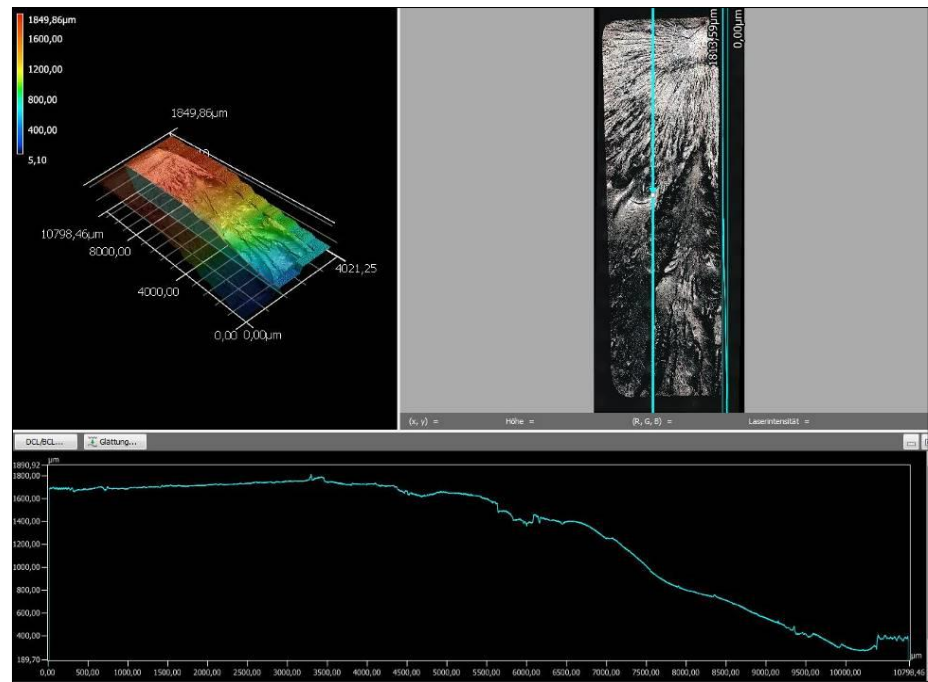 1849,86µm
1600,00
1200,00
800,00
400,00
5,10
1849,86µm
10798,46µm
8000,00
4000,00
0,00 0,00µm
4021,25
1813,59µm
0,00µm
(x, y) = Höhe = (R, G, B) = Laserintensität =
DCL/BCL... Glättung...
µm
1890,92
1800,00
1600,00
1400,00
1200,00
1000,00
800,00
600,00
400,00
189,70
µm
0,00 500,00 1000,00 1500,00 2000,00 2500,00 3000,00 3500,00 4000,00 4500,00 5000,00 5500,00 6000,00 6500,00 7000,00 7500,00 8000,00 8500,00 9000,00 9500,00 10000,00 10798,46